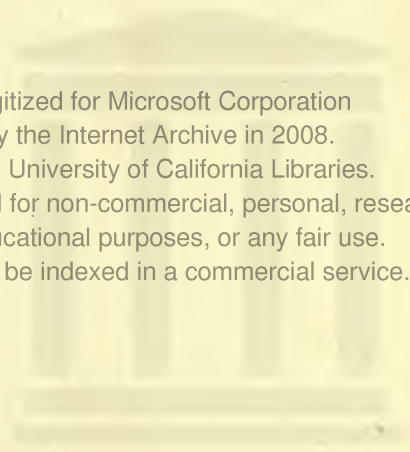 gitized for Microsoft Corporation
y the Internet Archive in 2008.
University of California Libraries.
for non-commercial, personal, resea
ucational purposes, or any fair use.
be indexed in a commercial service.